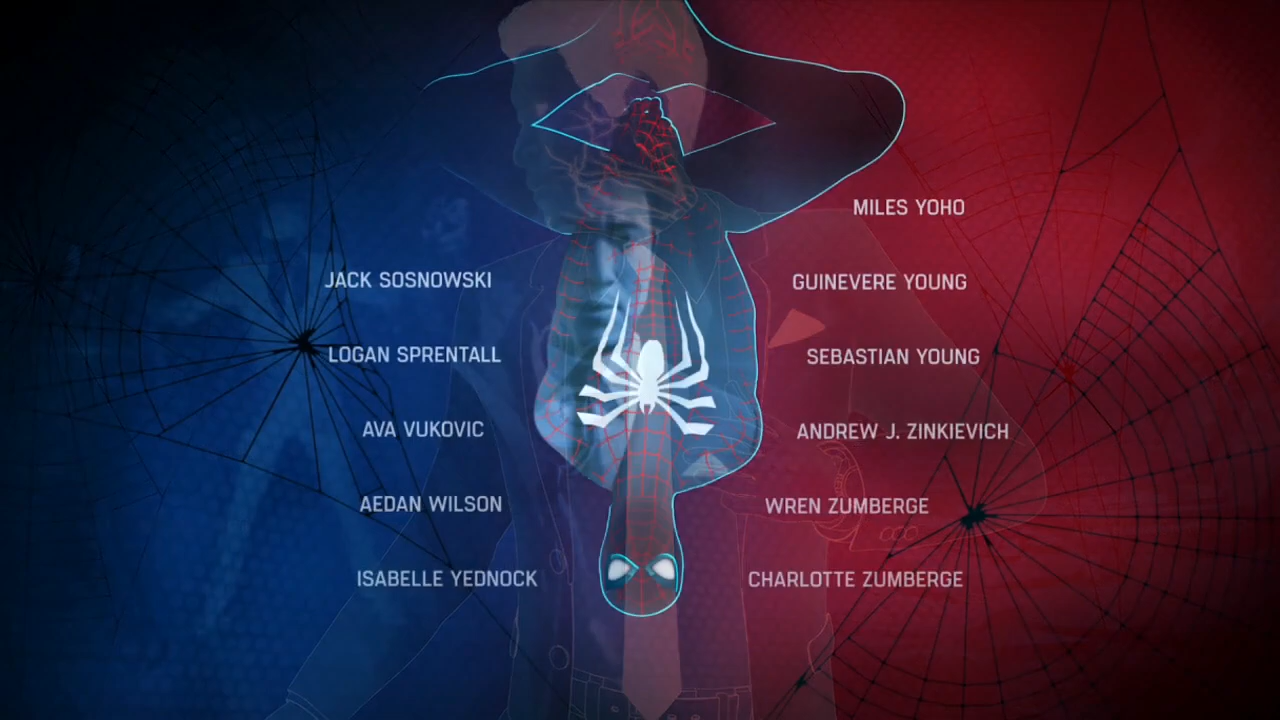 JACK SOSNOWSKI
LOGAN SPRENTALL
AVA VUKOVIC
AEDAN WILSON
ISABELLE YEDNOCK
MILES YOHO
GUINEVERE YOUNG
SEBASTIAN YOUNG
ANDREW J. ZINKIEVICH
WREN ZUMBERGE
CHARLOTTE ZUMBERGE